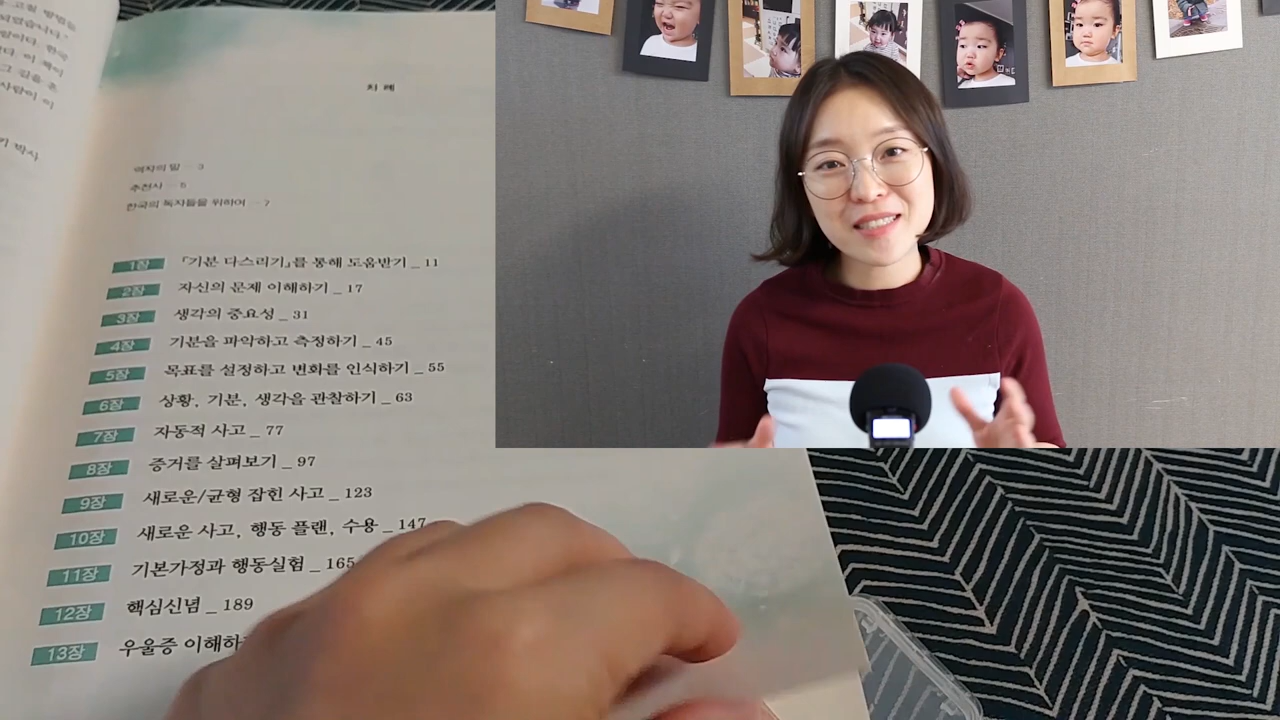 차 례
역자의 말 — 3
추천사 — 5
한국의 독자들을 위하여 — 7
1장 『기분 다스리기』를 통해 도움받기 _ 11
2장 자신의 문제 이해하기 _ 17
3장 생각의 중요성 _ 31
4장 기분을 파악하고 측정하기 _ 45
5장 목표를 설정하고 변화를 인식하기 _ 55
6장 상황, 기분, 생각을 관찰하기 _ 63
7장 자동적 사고 _ 77
8장 증거를 살펴보기 _ 97
9장 새로운/균형 잡힌 사고 _ 123
10장 새로운 사고, 행동 플랜, 수용 _ 147
11장 기본가정과 행동실험 _ 165
12장 핵심신념 _ 189
13장 우울증 이해하